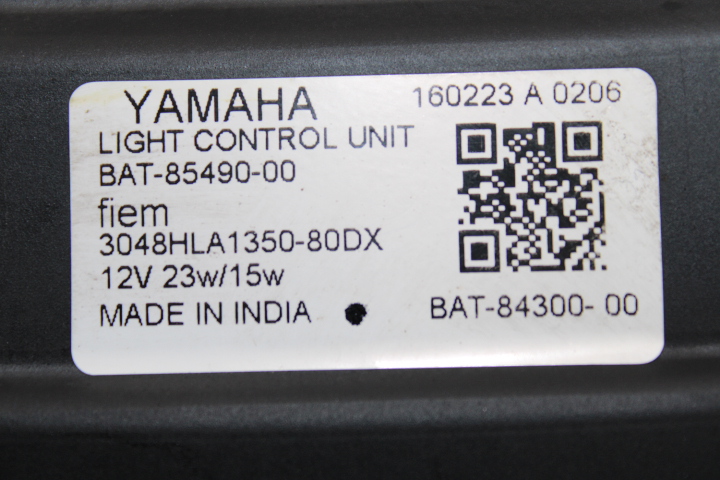 YAMAHA
160223 A 0206
LIGHT CONTROL UNIT
BAT-85490-00
fiem
3048HLA1350-80DX
12V 23w/15w
MADE IN INDIA
BAT-84300- 00